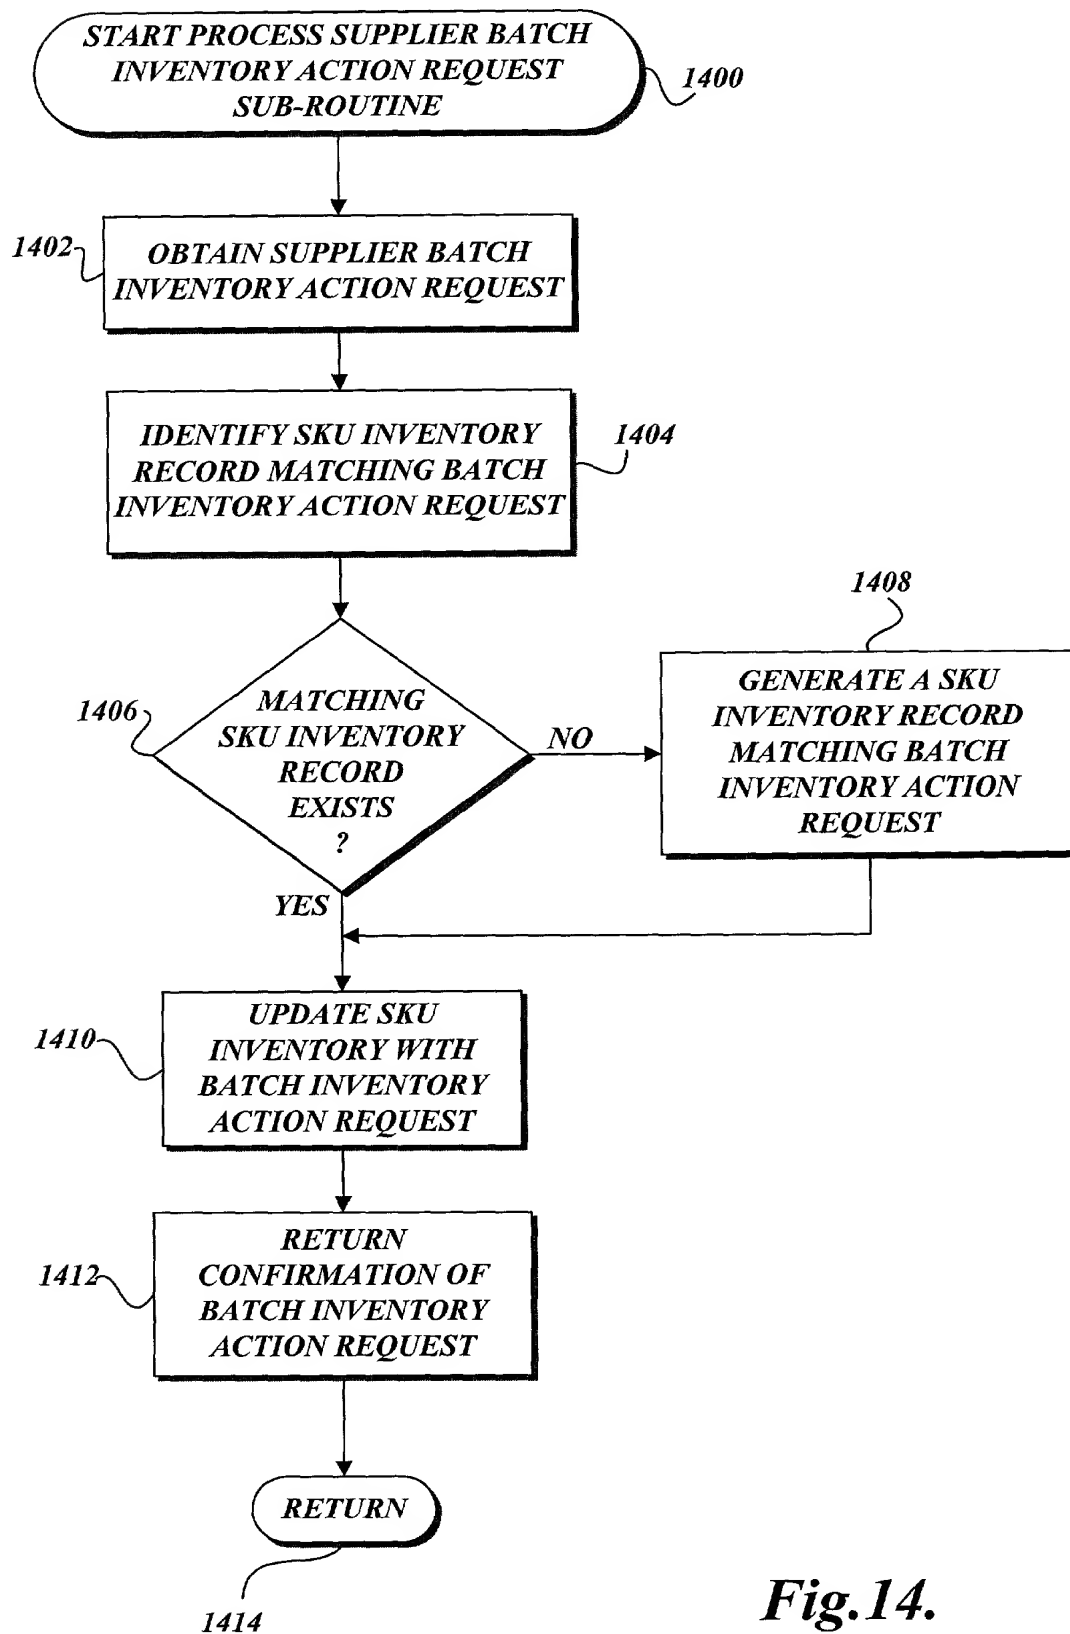 START PROCESS SUPPLIER BATCH
INVENTORY ACTION REQUEST
SUB-ROUTINE
1400
1402
OBTAIN SUPPLIER BATCH
INVENTORY ACTION REQUEST
IDENTIFY SKU INVENTORY
RECORD MATCHING BATCH
INVENTORY ACTION REQUEST
1404
1406
MATCHING
SKU INVENTORY
RECORD
EXISTS
?
NO
YES
1408
GENERATE A SKU
INVENTORY RECORD
MATCHING BATCH
INVENTORY ACTION
REQUEST
1410
UPDATE SKU
INVENTORY WITH
BATCH INVENTORY
ACTION REQUEST
1412
RETURN
CONFIRMATION OF
BATCH INVENTORY
ACTION REQUEST
RETURN
1414
Fig.14.